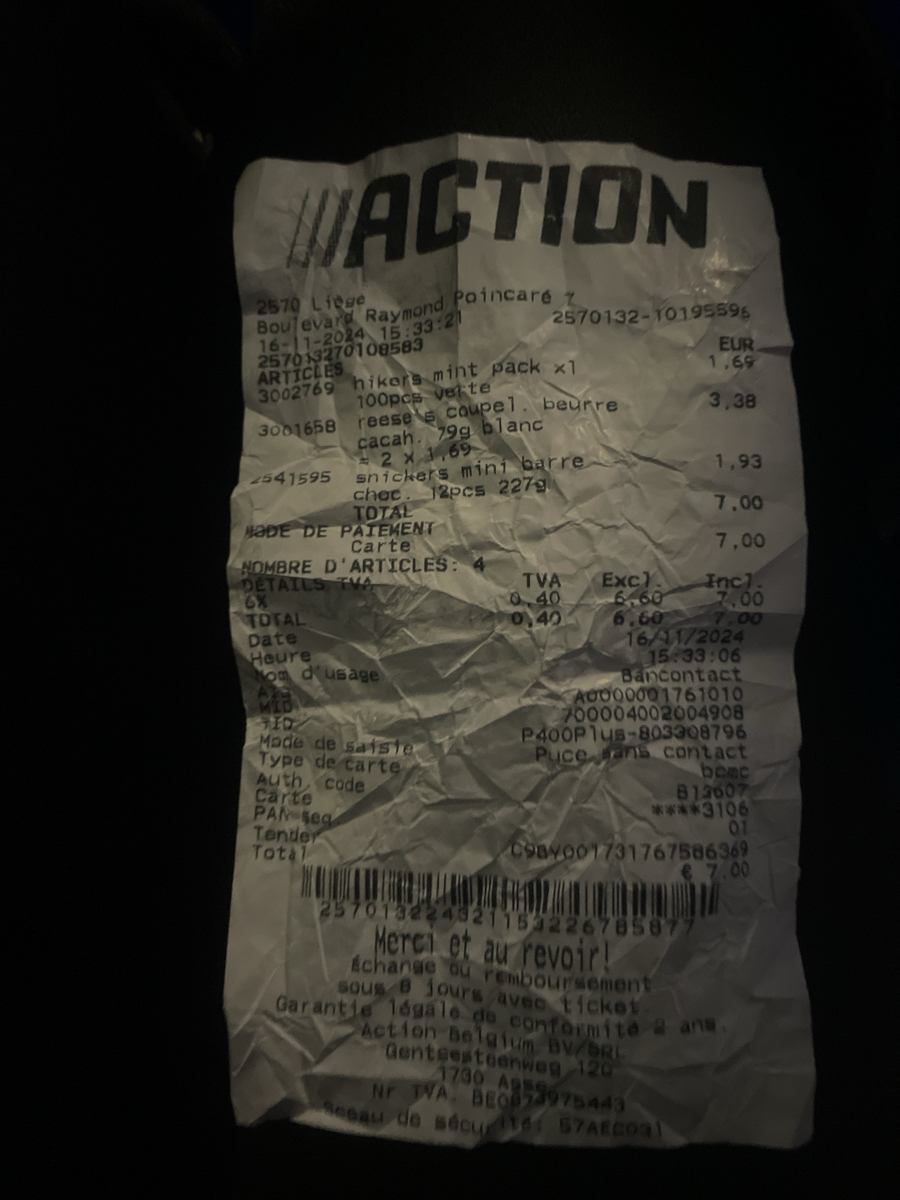 ACTION
2570 Liège
Boulevard Raymond Poincaré 7
16-11-2024 15:33:21 2570132-10195596
257013270108583
ARTICLES EUR
3002769 hikers mint pack x1 1,69
100pcs verte
3001658 reese's coupel. beurre 3,38
cacah. 79g blanc
= 2 x 1,69
2541595 snickers mini barre 1,93
choc. 12pcs 227g
TOTAL 7,00
MODE DE PAIEMENT
Carte 7,00
NOMBRE D'ARTICLES: 4
DETAILS TVA TVA Excl. Incl.
6% 0,40 6,60 7,00
TOTAL 0,40 6,60 7,00
Date 16/11/2024
Heure 15:33:06
Nom d'usage Bancontact
AID A0000001761010
MID 700004002004908
TID P400Plus-803308796
Mode de saisie Puce sans contact
Type de carte bcmc
Auth. code B13607
Carte ****3106
PAN seq. 01
Tender C9BY001731767586369
Total € 7.00
257013224321153226785877
Merci et au revoir!
Échange ou remboursement
sous 8 jours avec ticket.
Garantie légale de conformité 2 ans.
Action Belgium BV/SRL
Gentsesteenweg 120
1730 Asse
Nr TVA.
de sécurité: